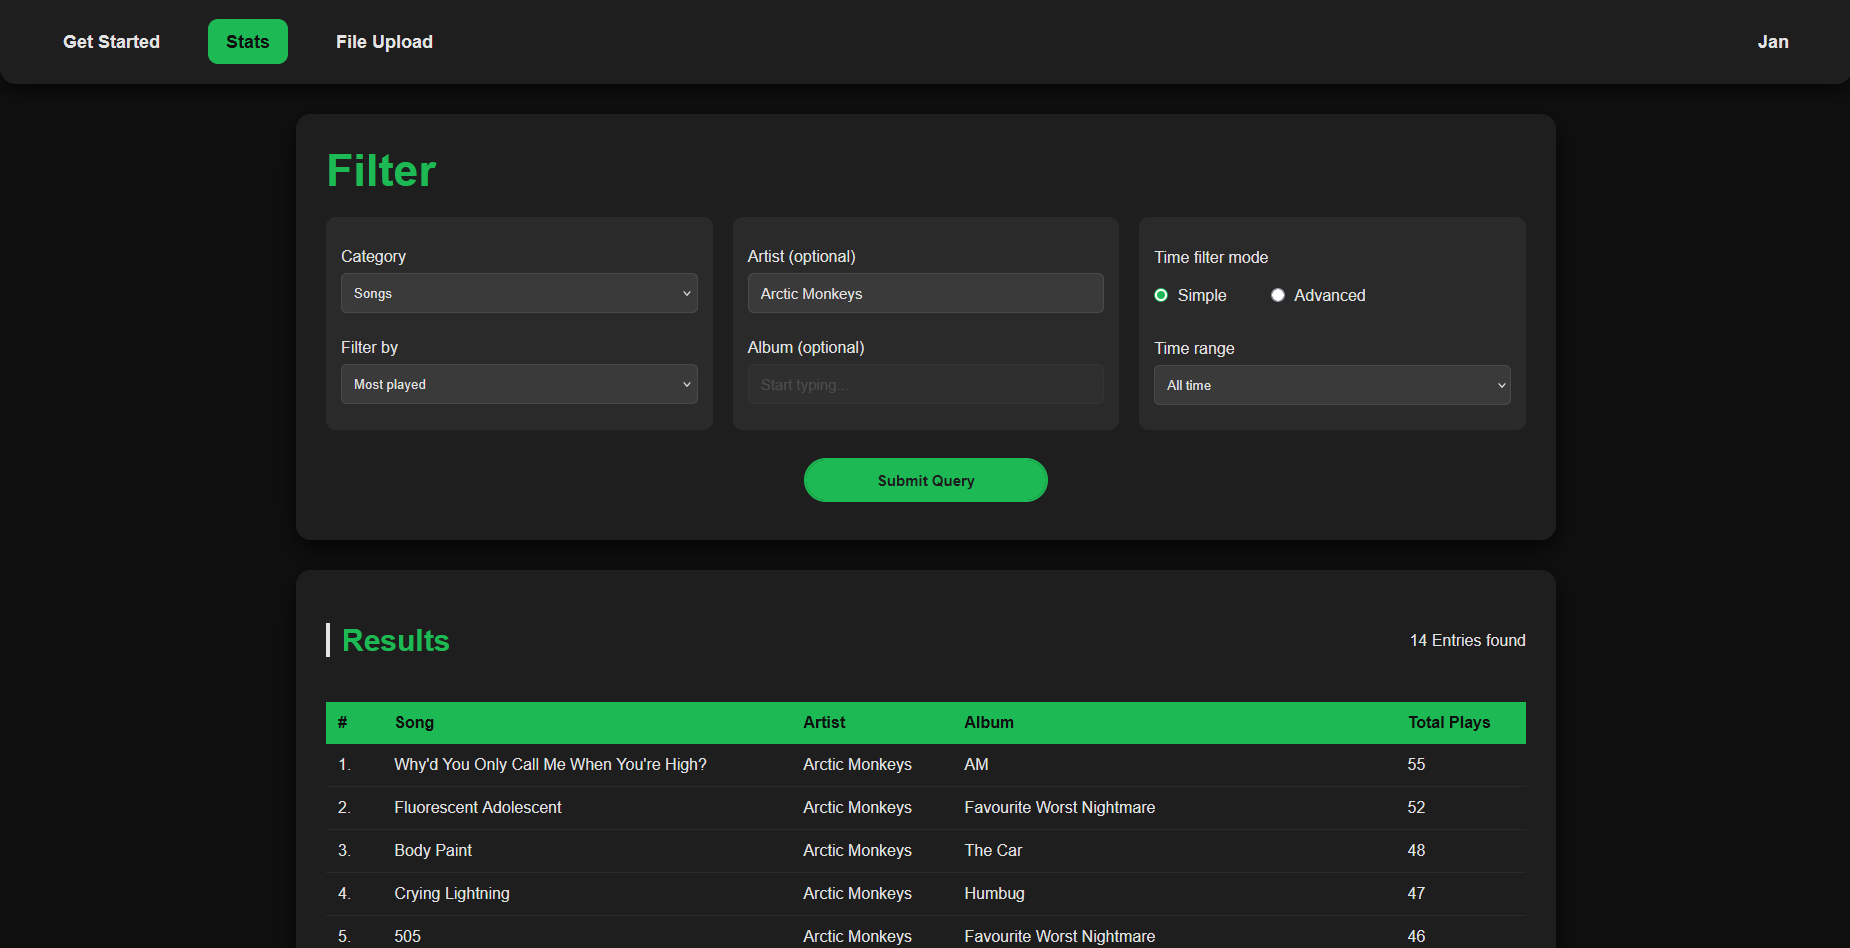 Get Started Stats File Upload Jan
Filter
Category
Songs
Filter by
Most played
Artist (optional)
Arctic Monkeys
Album (optional)
Start typing...
Time filter mode
Simple Advanced
Time range
All time
Submit Query
Results 14 Entries found
# Song Artist Album Total Plays
1. Why'd You Only Call Me When You're High? Arctic Monkeys AM 55
2. Fluorescent Adolescent Arctic Monkeys Favourite Worst Nightmare 52
3. Body Paint Arctic Monkeys The Car 48
4. Crying Lightning Arctic Monkeys Humbug 47
5. 505 Arctic Monkeys Favourite Worst Nightmare 46